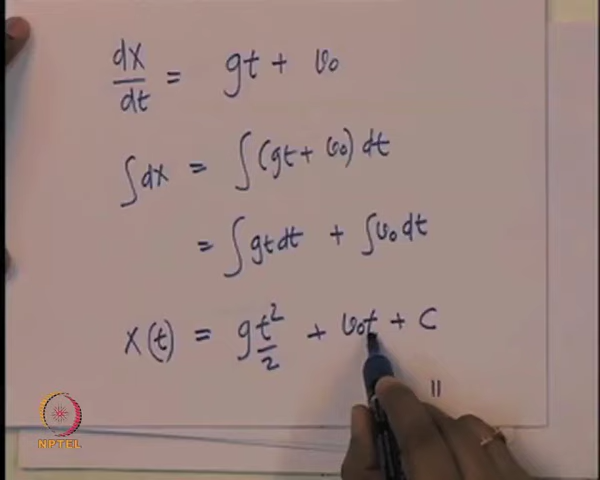 dx/dt = gt + v₀
∫dx = ∫(gt + v₀) dt
= ∫gt dt + ∫v₀ dt
x(t) = g t²/2 + v₀t + c
NPTEL